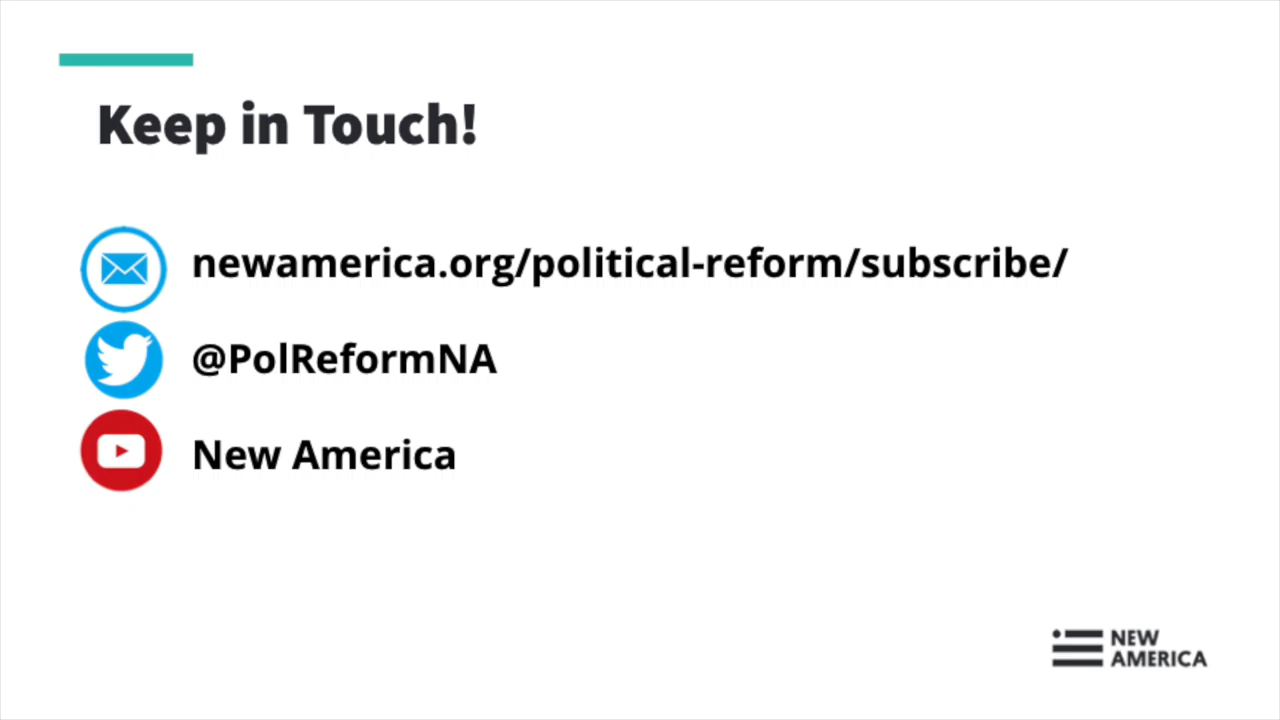 Keep in Touch!
newamerica.org/political-reform/subscribe/
@PolReformNA
New America
NEW
AMERICA